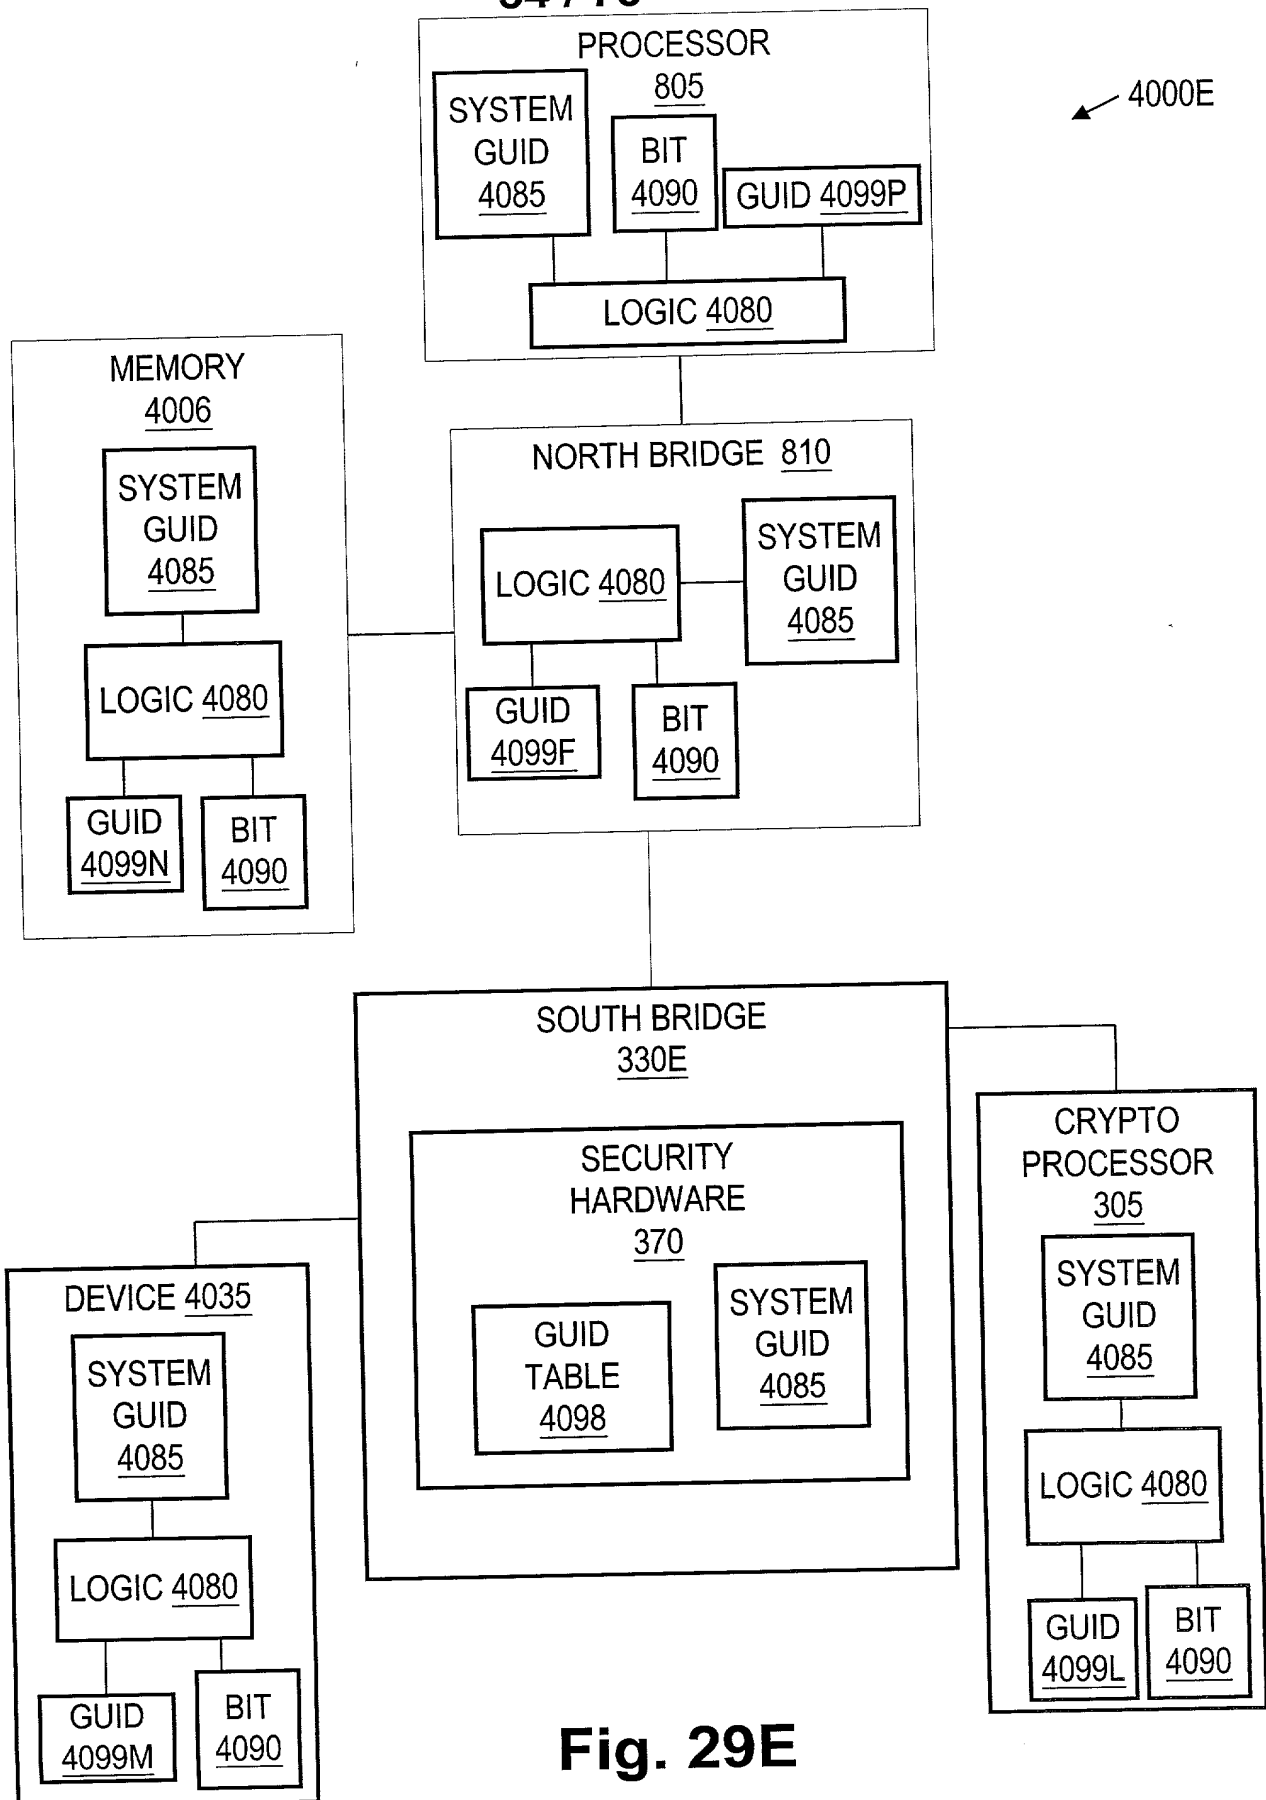 PROCESSOR
805
SYSTEM
GUID
4085
BIT
4090
GUID 4099P
LOGIC 4080
4000E
MEMORY
4006
SYSTEM
GUID
4085
LOGIC 4080
GUID
4099N
BIT
4090
NORTH BRIDGE 810
LOGIC 4080
SYSTEM
GUID
4085
GUID
4099F
BIT
4090
SOUTH BRIDGE
330E
SECURITY
HARDWARE
370
GUID
TABLE
4098
SYSTEM
GUID
4085
CRYPTO
PROCESSOR
305
SYSTEM
GUID
4085
LOGIC 4080
GUID
4099L
BIT
4090
DEVICE 4035
SYSTEM
GUID
4085
LOGIC 4080
GUID
4099M
BIT
4090
Fig. 29E